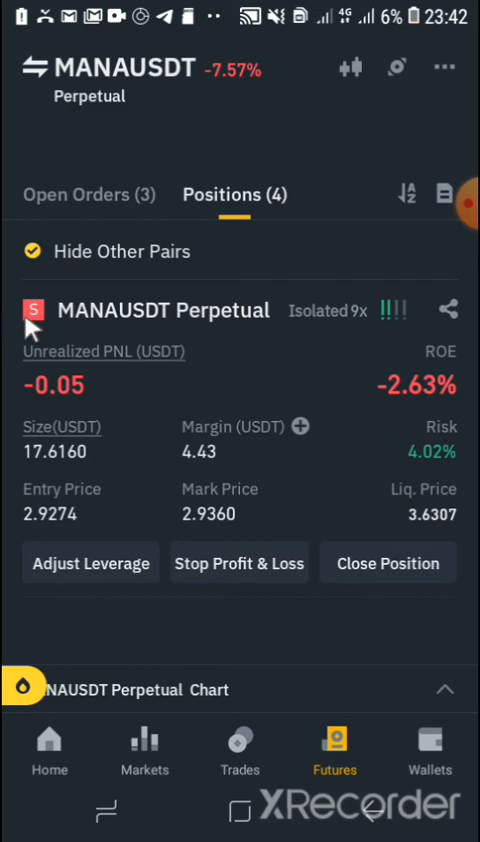 4G 6% 23:42
MANAUSDT -7.57%
Perpetual
Open Orders (3) Positions (4)
Hide Other Pairs
S MANAUSDT Perpetual Isolated 9x
Unrealized PNL (USDT) ROE
-0.05 -2.63%
Size(USDT) Margin (USDT) Risk
17.6160 4.43 4.02%
Entry Price Mark Price Liq. Price
2.9274 2.9360 3.6307
Adjust Leverage Stop Profit & Loss Close Position
NAUSDT Perpetual Chart
Home Markets Trades Futures Wallets
XRecorder